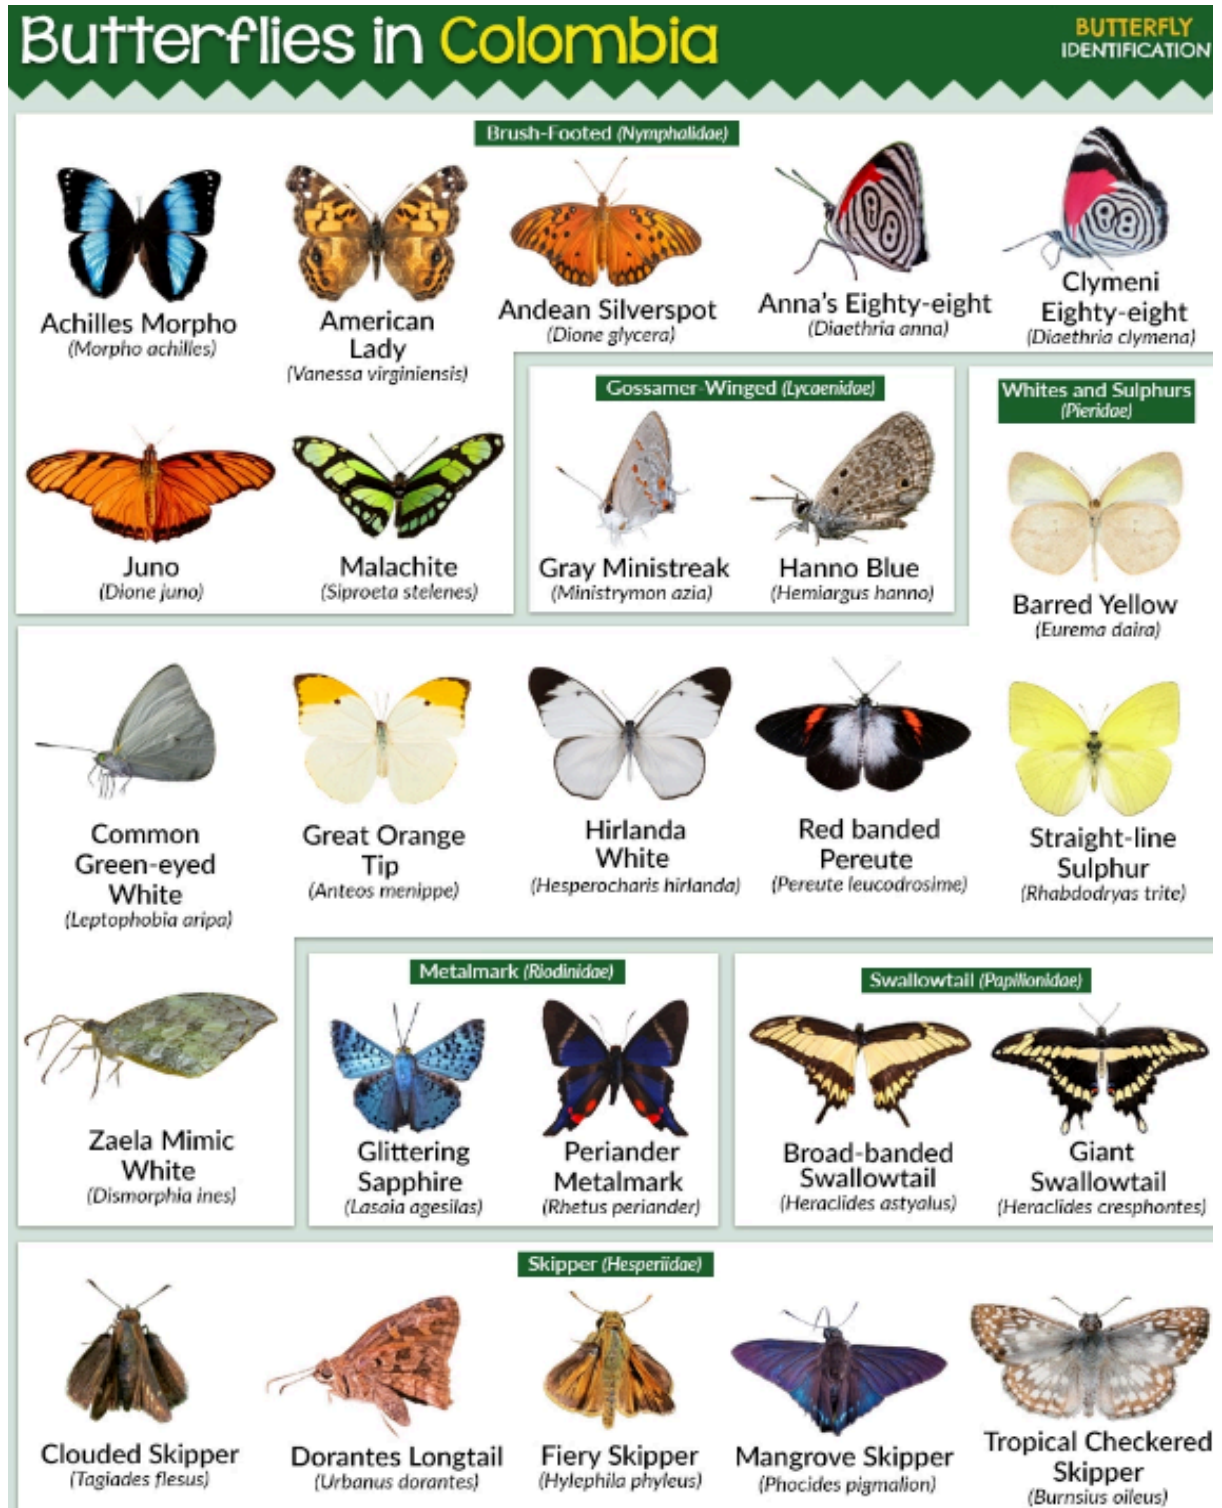 Butterflies in Colombia
BUTTERFLY
IDENTIFICATION
Brush-Footed (Nymphalidae)
Achilles Morpho
(Morpho achilles)
American
Lady
(Vanessa virginiensis)
Andean Silverspot
(Dione glycera)
Anna's Eighty-eight
(Diaethria anna)
Clymeni
Eighty-eight
(Diaethria clymena)
Juno
(Dione juno)
Malachite
(Siproeta stelenes)
Gossamer-Winged (Lycaenidae)
Gray Ministreak
(Ministrymon azia)
Hanno Blue
(Hemiargus hanno)
Whites and Sulphurs
(Pieridae)
Barred Yellow
(Eurema daira)
Common
Green-eyed
White
(Leptophobia aripa)
Great Orange
Tip
(Anteos menippe)
Hirlanda
White
(Hesperocharis hirlanda)
Red banded
Pereute
(Pereute leucodrosime)
Straight-line
Sulphur
(Rhabdodryas trite)
Zaela Mimic
White
(Dismorphia ines)
Metalmark (Riodinidae)
Glittering
Sapphire
(Lasaia agesilas)
Periander
Metalmark
(Rhetus periander)
Swallowtail (Papilionidae)
Broad-banded
Swallowtail
(Heraclides astyalus)
Giant
Swallowtail
(Heraclides cresphontes)
Skipper (Hesperiidae)
Clouded Skipper
(Tagiades flesus)
Dorantes Longtail
(Urbanus dorantes)
Fiery Skipper
(Hylephila phyleus)
Mangrove Skipper
(Phocides pigmalion)
Tropical Checkered
Skipper
(Burnsius oileus)